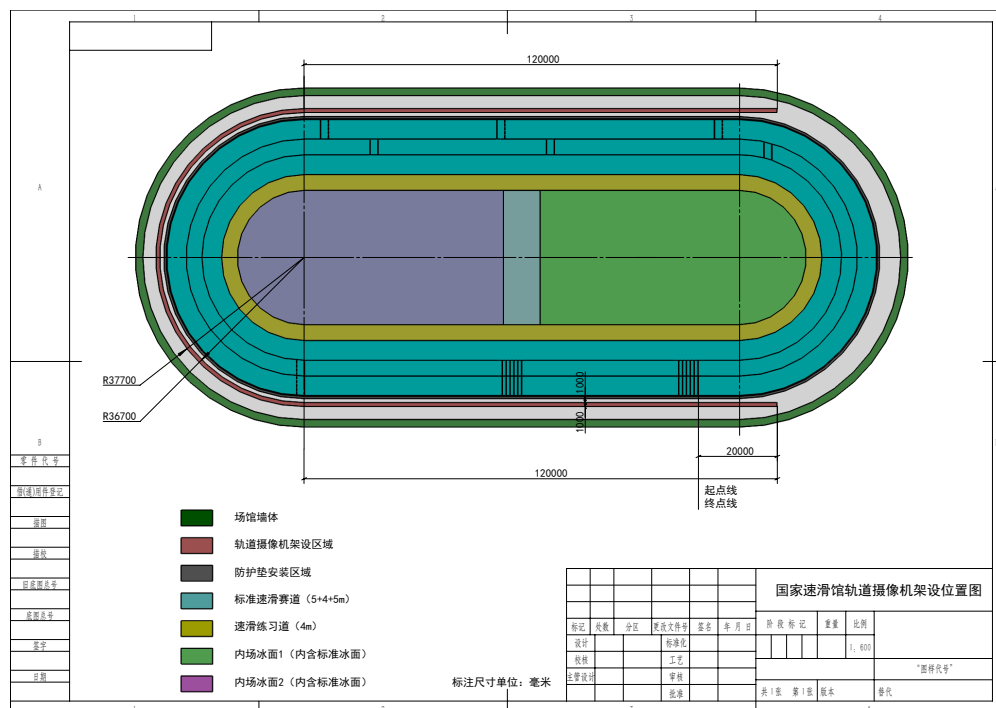 1
2
3
4
120000
A
R37700
R36700
1000
1000
B
20000
120000
起点线
终点线
零件代号
借(通)用件登记
描图
描校
旧底图总号
底图总号
签字
日期
场馆墙体
轨道摄像机架设区域
防护垫安装区域
标准速滑赛道（5+4+5m）
速滑练习道（4m）
内场冰面1（内含标准冰面）
内场冰面2（内含标准冰面）
标注尺寸单位：毫米
国家速滑馆轨道摄像机架设位置图
标记 处数 分区 更改文件号 签名 年 月 日
阶段标记 重量 比例
设计 标准化
1：600
校核 工艺
主管设计 审核
"图样代号"
批准
共1张 第1张 版本 替代